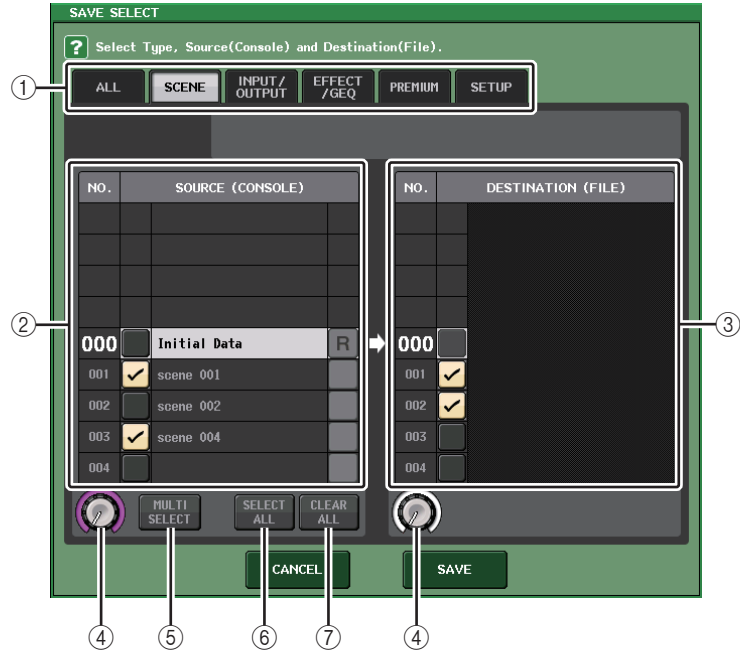 SAVE SELECT
? Select Type, Source(Console) and Destination(File).
① ALL SCENE INPUT/ OUTPUT EFFECT /GEQ PREMIUM SETUP
NO. SOURCE (CONSOLE) NO. DESTINATION (FILE)
② 000 Initial Data R 000 ③
001 scene 001 001
002 scene 002 002
003 scene 004 003
004 004
MULTI SELECT SELECT ALL CLEAR ALL
CANCEL SAVE
④ ⑤ ⑥ ⑦ ④